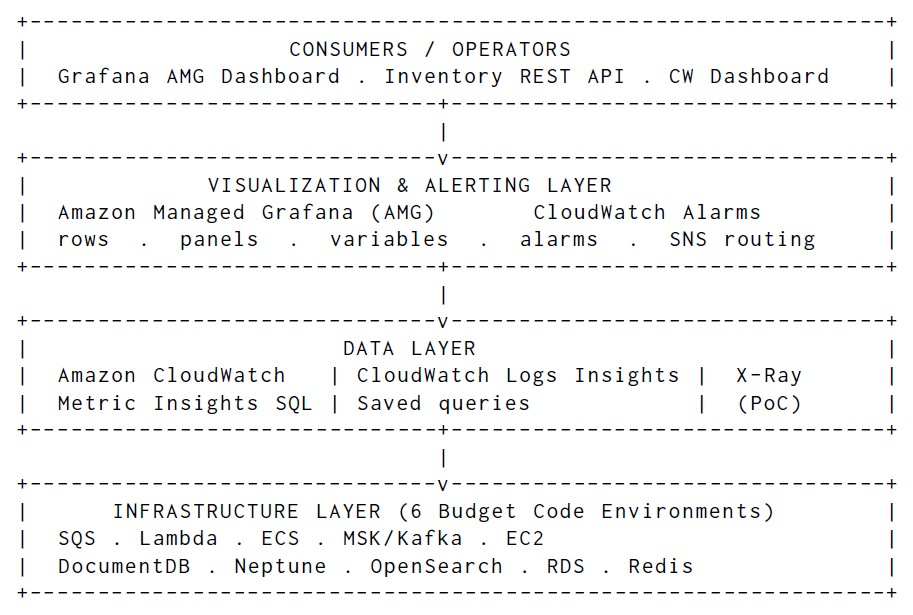 CONSUMERS / OPERATORS
Grafana AMG Dashboard . Inventory REST API . CW Dashboard
VISUALIZATION & ALERTING LAYER
Amazon Managed Grafana (AMG) CloudWatch Alarms
rows . panels . variables . alarms . SNS routing
DATA LAYER
Amazon CloudWatch | CloudWatch Logs Insights | X-Ray
Metric Insights SQL | Saved queries | (PoC)
INFRASTRUCTURE LAYER (6 Budget Code Environments)
SQS . Lambda . ECS . MSK/Kafka . EC2
DocumentDB . Neptune . OpenSearch . RDS . Redis